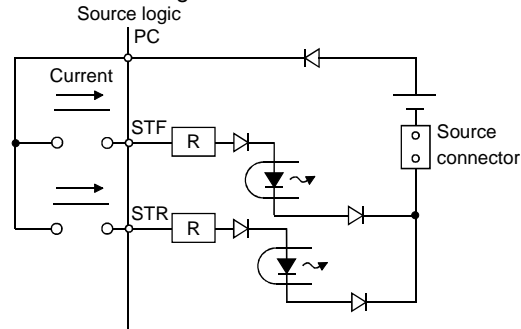 Source logic
PC
Current
STF
R
Source
connector
STR
R